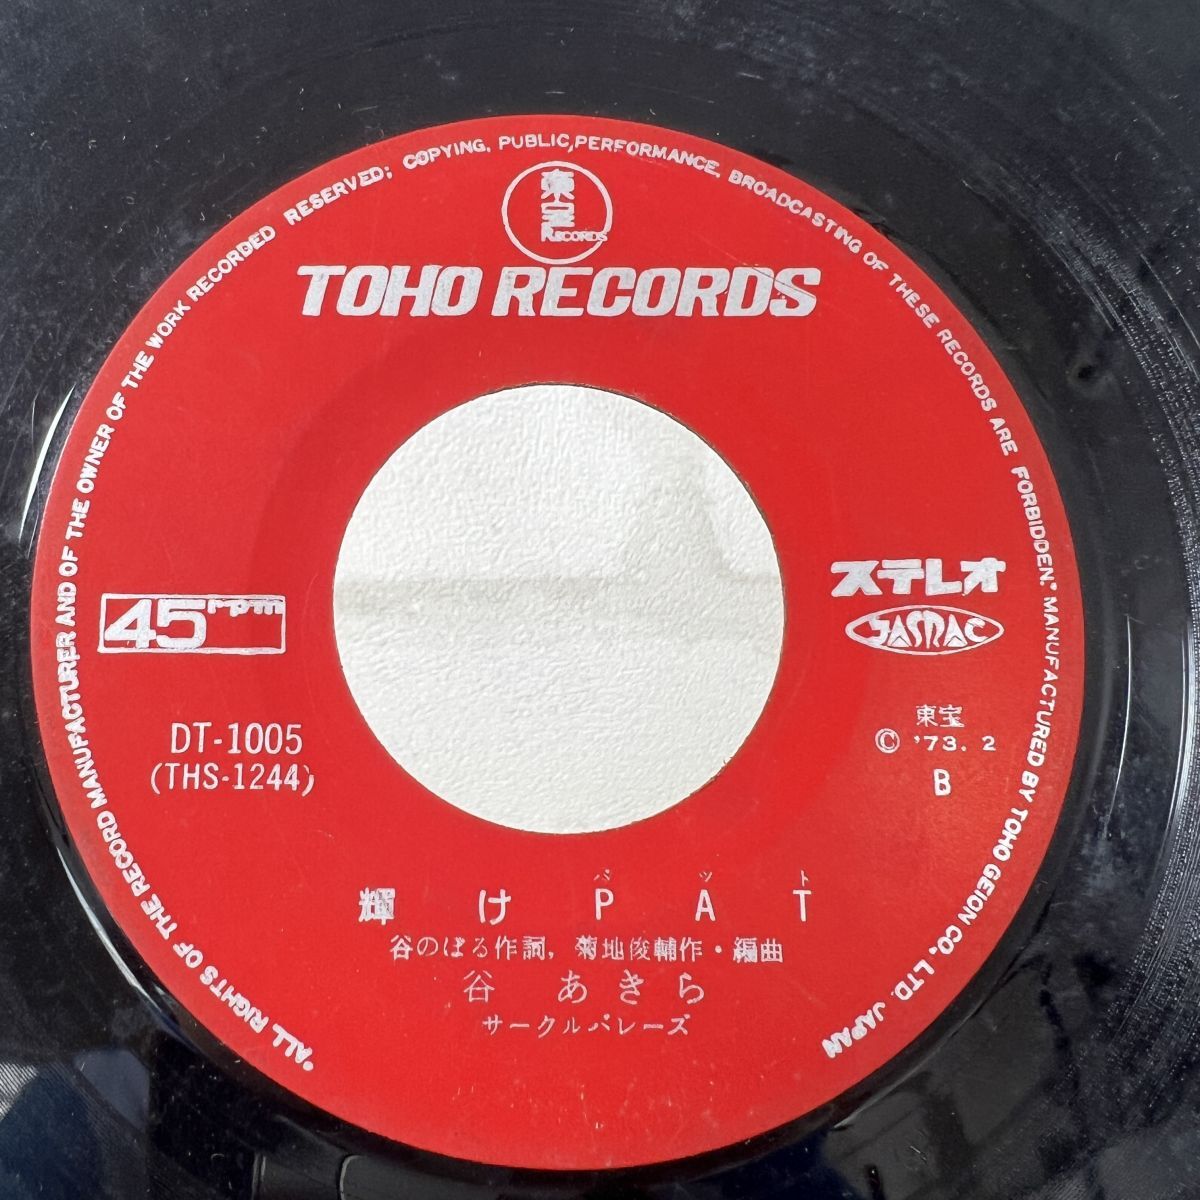 *ALL RIGHTS OF THE RECORD MANUFACTURER AND OF THE OWNER OF THE WORK RECORDED RESERVED; COPYING, PUBLIC, PERFORMANCE, BROADCASTING OF THESE RECORDS ARE FORBIDDEN.* MANUFACTURED BY TOHO GEION CO., LTD. JAPAN
東宝
RECORDS
TOHO RECORDS
ステレオ
45 rpm
JASRAC
DT-1005
(THS-1244)
東宝
Ⓒ '73. 2
B
パット
輝けPAT
谷のぼる作詞, 菊地俊輔作・編曲
谷 あきら
サークルバレーズ